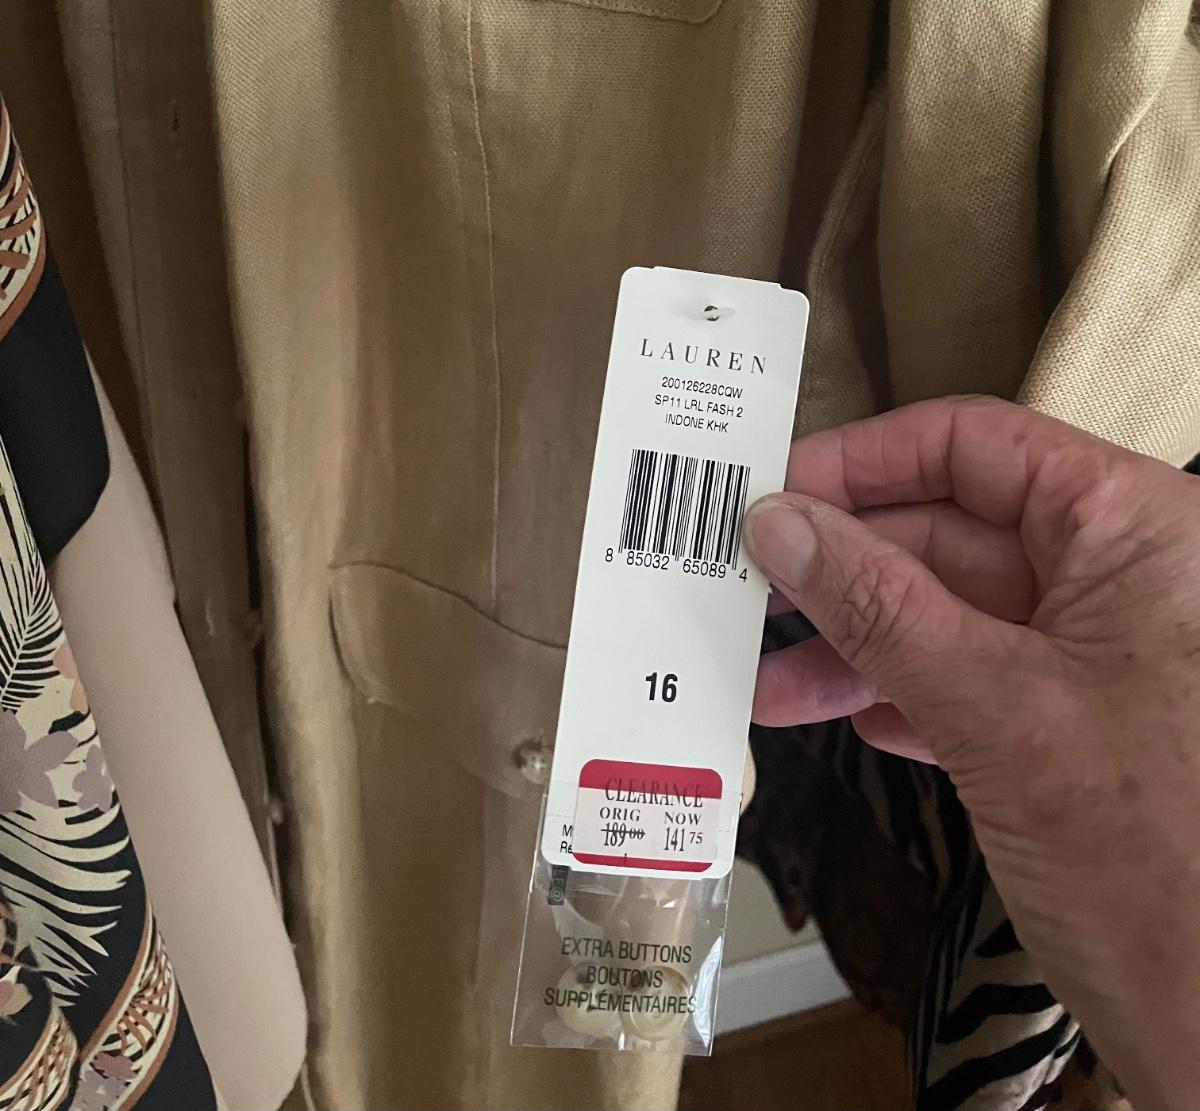 LAUREN
200126228CQW
SP11 LRL FASH 2
INDONE KHK
8 85032 65089 4
16
CLEARANCE
ORIG NOW
189 00 141 75
EXTRA BUTTONS
BOUTONS
SUPPLÉMENTAIRES